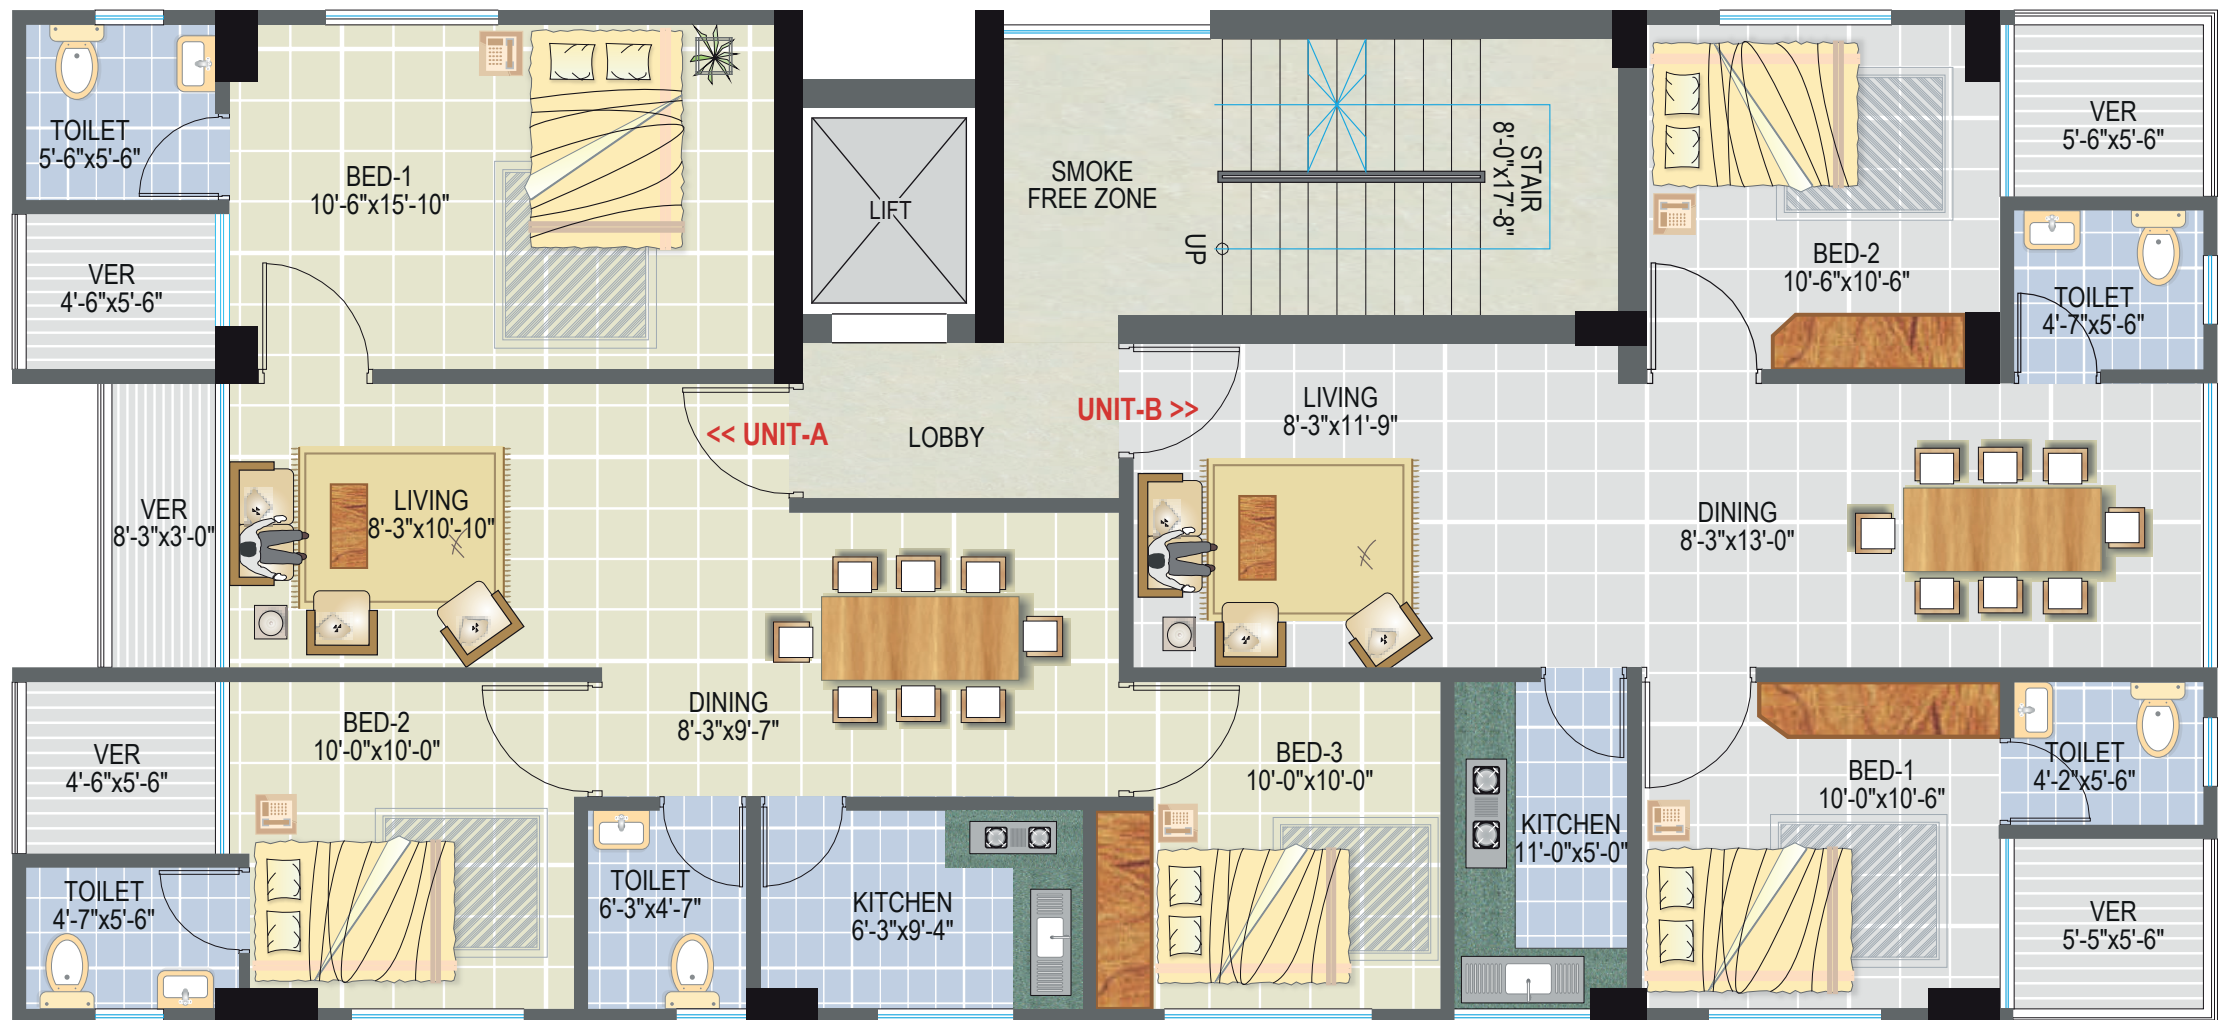 TOILET
5'-6"x5'-6"
BED-1
10'-6"x15'-10"
VER
4'-6"x5'-6"
LIFT
SMOKE
FREE ZONE
STAIR
8'-0"x17'-8"
UP
BED-2
10'-6"x10'-6"
VER
5'-6"x5'-6"
TOILET
4'-7"x5'-6"
<< UNIT-A
LOBBY
UNIT-B >>
LIVING
8'-3"x11'-9"
VER
8'-3"x3'-0"
LIVING
8'-3"x10'-10"
DINING
8'-3"x13'-0"
VER
4'-6"x5'-6"
BED-2
10'-0"x10'-0"
DINING
8'-3"x9'-7"
BED-3
10'-0"x10'-0"
KITCHEN
11'-0"x5'-0"
BED-1
10'-0"x10'-6"
TOILET
4'-2"x5'-6"
TOILET
4'-7"x5'-6"
TOILET
6'-3"x4'-7"
KITCHEN
6'-3"x9'-4"
VER
5'-5"x5'-6"